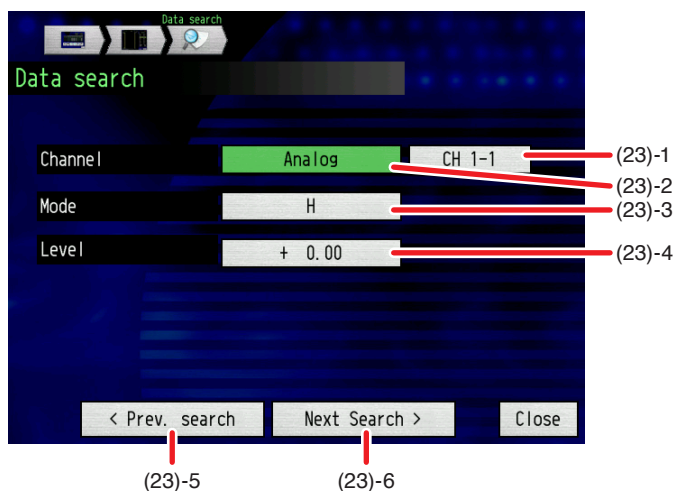 Data search
Data search
Channel Analog CH 1-1 (23)-1
(23)-2
Mode H (23)-3
Level + 0.00 (23)-4
< Prev. search Next Search > Close
(23)-5 (23)-6